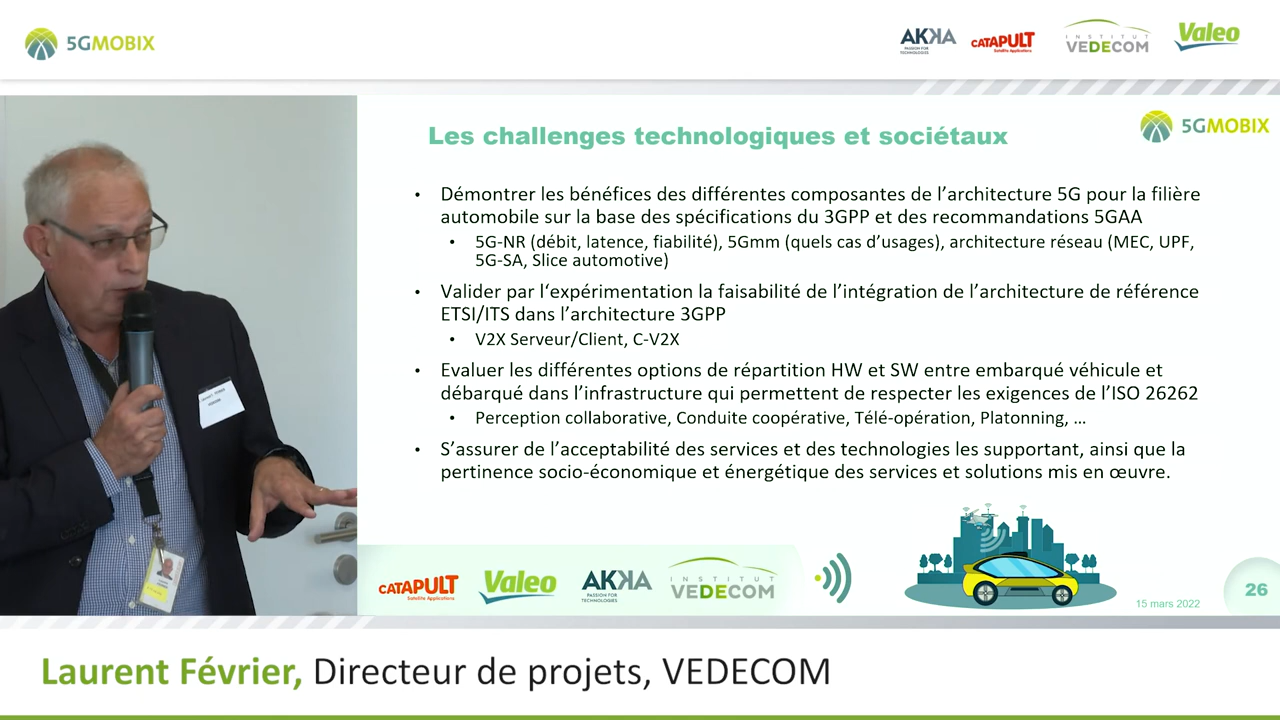 5GMOBIX
AKKA
PASSION FOR
TECHNOLOGIES
CATAPULT
Satellite Applications
INSTITUT
VEDECOM
Valeo
Les challenges technologiques et sociétaux
5GMOBIX
• Démontrer les bénéfices des différentes composantes de l’architecture 5G pour la filière
automobile sur la base des spécifications du 3GPP et des recommandations 5GAA
• 5G-NR (débit, latence, fiabilité), 5Gmm (quels cas d’usages), architecture réseau (MEC, UPF,
5G-SA, Slice automotive)
• Valider par l‘expérimentation la faisabilité de l’intégration de l’architecture de référence
ETSI/ITS dans l’architecture 3GPP
• V2X Serveur/Client, C-V2X
• Evaluer les différentes options de répartition HW et SW entre embarqué véhicule et
débarqué dans l’infrastructure qui permettent de respecter les exigences de l’ISO 26262
• Perception collaborative, Conduite coopérative, Télé-opération, Platonning, …
• S’assurer de l’acceptabilité des services et des technologies les supportant, ainsi que la
pertinence socio-économique et énergétique des services et solutions mis en œuvre.
CATAPULT
Satellite Applications
Valeo
AKKA
PASSION FOR
TECHNOLOGIES
INSTITUT
VEDECOM
15 mars 2022
26
Laurent Février, Directeur de projets, VEDECOM